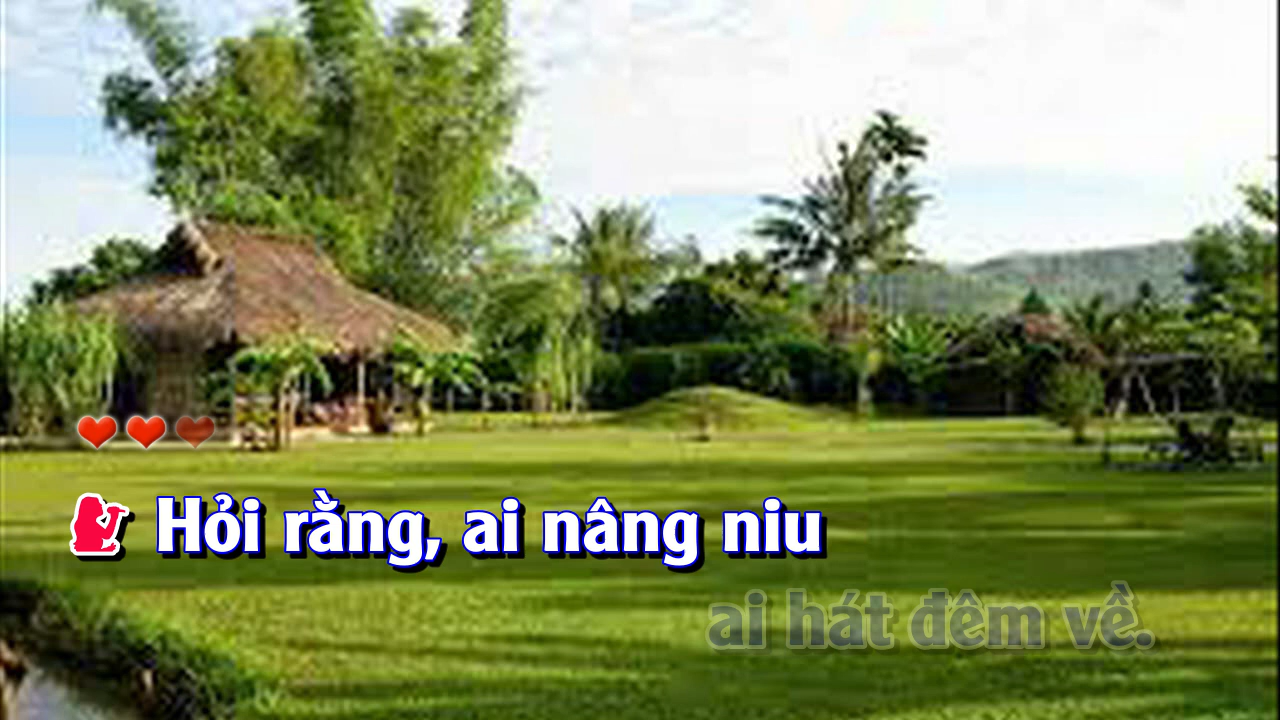 Hỏi rằng, ai nâng niu
ai hát đêm về.